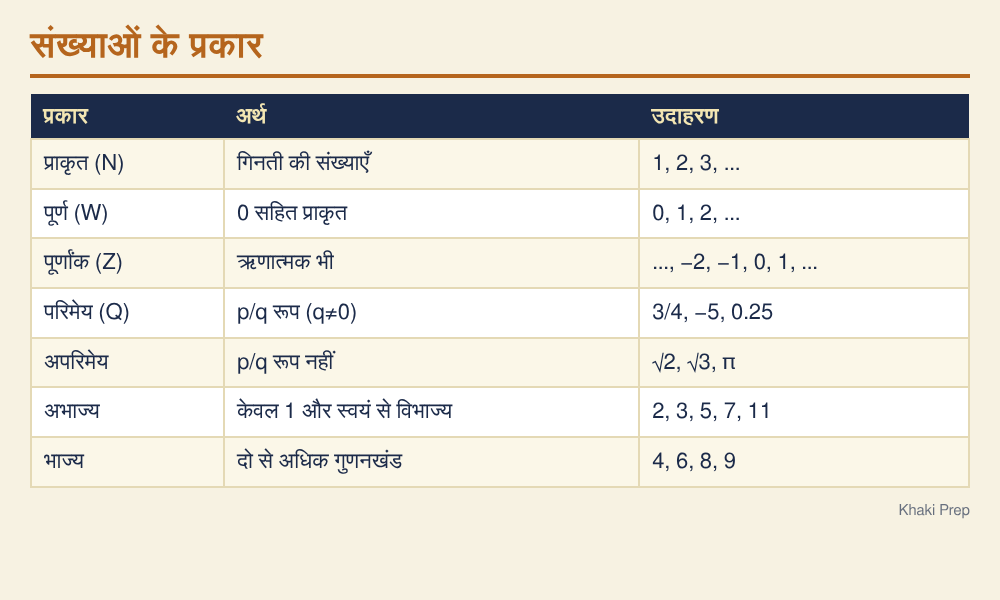 संख्याओं के प्रकार
प्रकार अर्थ उदाहरण
प्राकृत (N) गिनती की संख्याएँ 1, 2, 3, ...
पूर्ण (W) 0 सहित प्राकृत 0, 1, 2, ...
पूर्णांक (Z) ऋणात्मक भी ..., −2, −1, 0, 1, ...
परिमेय (Q) p/q रूप (q≠0) 3/4, −5, 0.25
अपरिमेय p/q रूप नहीं √2, √3, π
अभाज्य केवल 1 और स्वयं से विभाज्य 2, 3, 5, 7, 11
भाज्य दो से अधिक गुणनखंड 4, 6, 8, 9
Khaki Prep